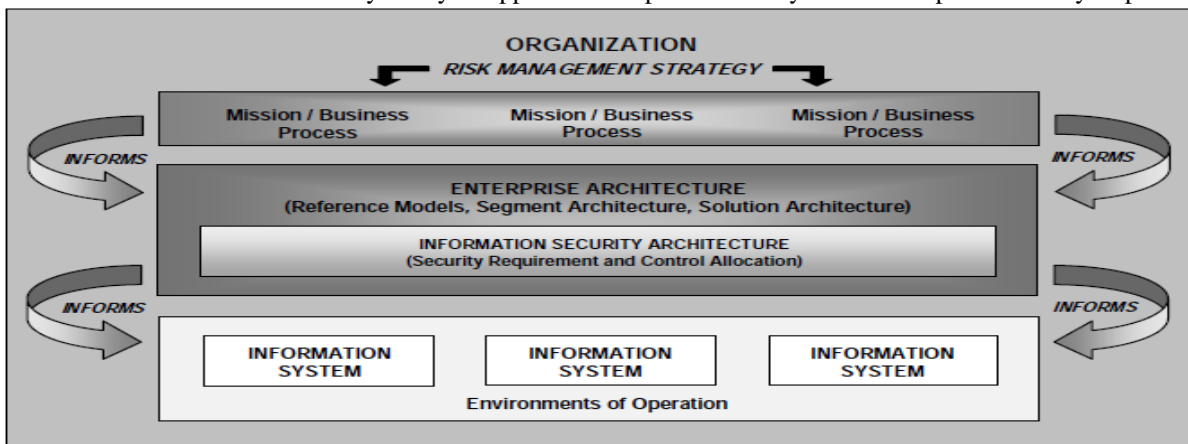 ORGANIZATION
RISK MANAGEMENT STRATEGY
Mission / Business Process
Mission / Business Process
Mission / Business Process
INFORMS
INFORMS
ENTERPRISE ARCHITECTURE
(Reference Models, Segment Architecture, Solution Architecture)
INFORMATION SECURITY ARCHITECTURE
(Security Requirement and Control Allocation)
INFORMS
INFORMS
INFORMATION SYSTEM
INFORMATION SYSTEM
INFORMATION SYSTEM
Environments of Operation